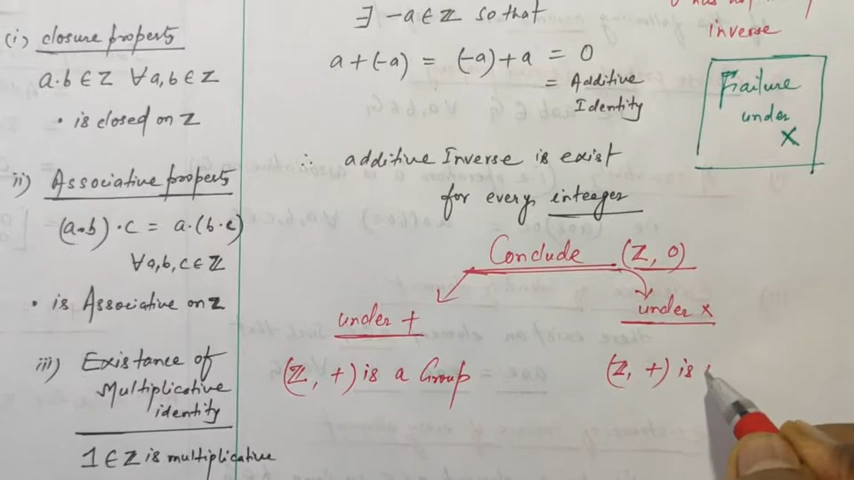 (i) closure property
a.b ∈ Z ∀ a,b ∈ Z
• is closed on Z
ii) Associative property
(a.b) . c = a.(b.c)
∀ a,b,c ∈ Z
• is Associative on Z
iii) Existance of
Multiplicative
identity
1 ∈ Z is multiplicative
∃ -a ∈ Z so that
a + (-a) = (-a) + a = 0
= Additive
Identity
∴ additive Inverse is exist
for every integer
inverse
Failure
under
×
Conclude (Z, 0)
under + under ×
(Z, +) is a Group (Z, +) is